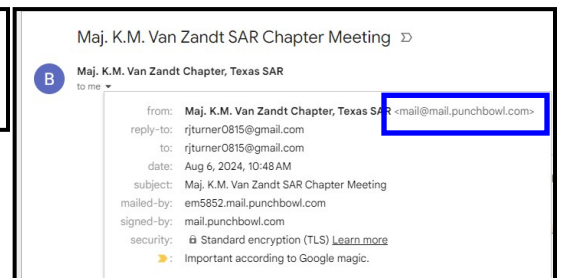 Maj. K.M. Van Zandt SAR Chapter Meeting
B
Maj. K.M. Van Zandt Chapter, Texas SAR
to me
from: Maj. K.M. Van Zandt Chapter, Texas SAR <mail@mail.punchbowl.com>
reply-to: rjturner0815@gmail.com
to: rjturner0815@gmail.com
date: Aug 6, 2024, 10:48 AM
subject: Maj. K.M. Van Zandt SAR Chapter Meeting
mailed-by: em5852.mail.punchbowl.com
signed-by: mail.punchbowl.com
security: Standard encryption (TLS) Learn more
: Important according to Google magic.